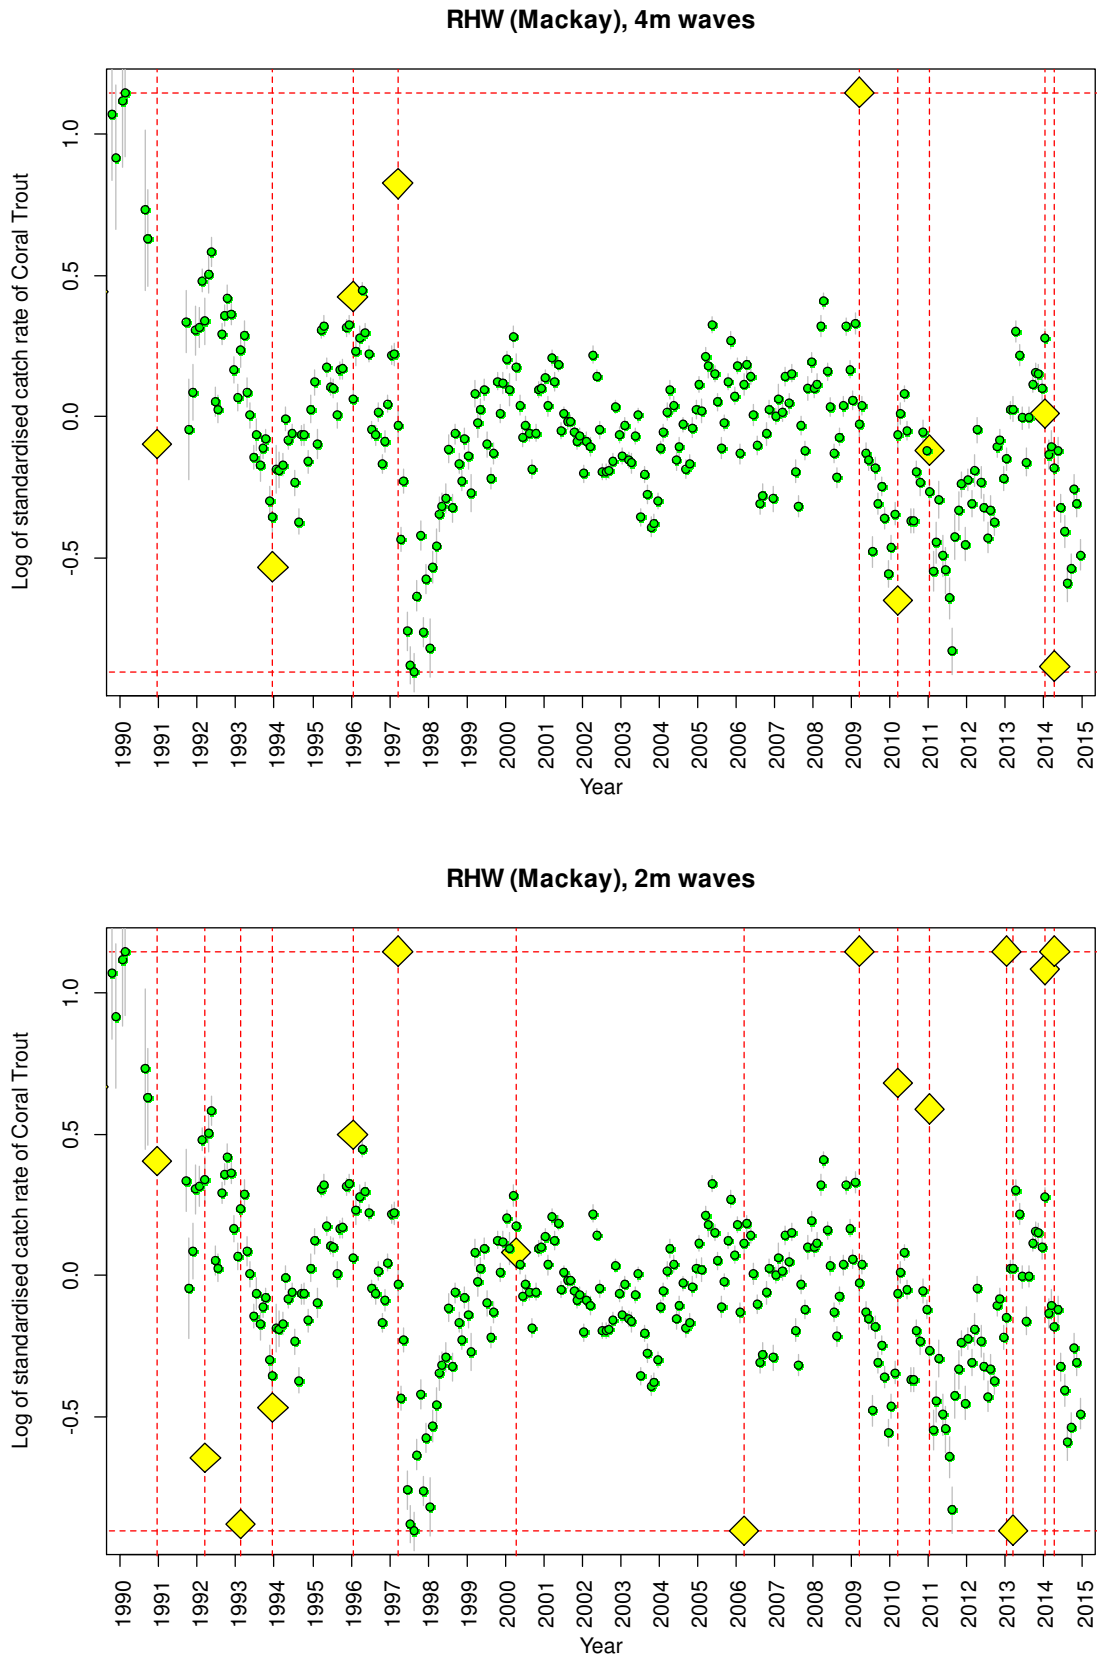 RHW (Mackay), 4m waves
Log of standardised catch rate of Coral Trout
1.0
0.5
0.0
-0.5
1990 1991 1992 1993 1994 1995 1996 1997 1998 1999 2000 2001 2002 2003 2004 2005 2006 2007 2008 2009 2010 2011 2012 2013 2014 2015
Year
RHW (Mackay), 2m waves
Log of standardised catch rate of Coral Trout
1.0
0.5
0.0
-0.5
1990 1991 1992 1993 1994 1995 1996 1997 1998 1999 2000 2001 2002 2003 2004 2005 2006 2007 2008 2009 2010 2011 2012 2013 2014 2015
Year